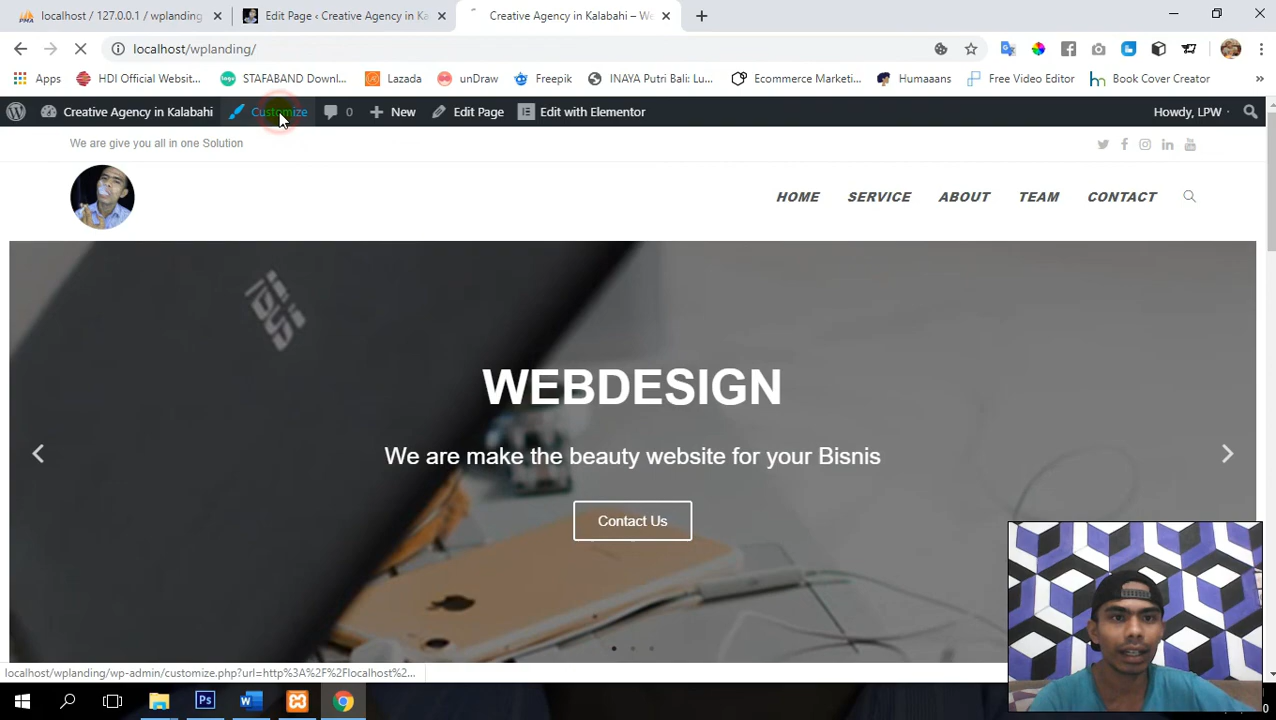 localhost / 127.0.0.1 / wplanding
Edit Page ‹ Creative Agency in Ka
Creative Agency in Kalabahi – We
localhost/wplanding/
Apps
HDI Official Websit...
STAFABAND Downl...
Lazada
unDraw
Freepik
INAYA Putri Bali: Lu...
Ecommerce Marketi...
Humaaans
Free Video Editor
Book Cover Creator
»
Creative Agency in Kalabahi
Customize
0
New
Edit Page
Edit with Elementor
Howdy, LPW
We are give you all in one Solution
HOME
SERVICE
ABOUT
TEAM
CONTACT
WEBDESIGN
We are make the beauty website for your Bisnis
Contact Us
localhost/wplanding/wp-admin/customize.php?url=http%3A%2F%2Flocalhost%2...